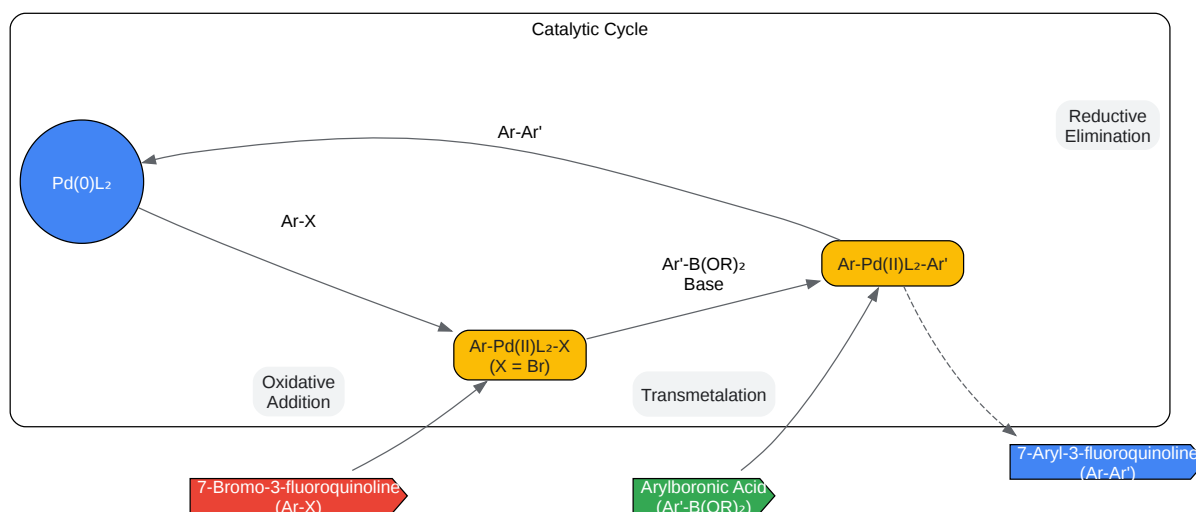 Catalytic Cycle
Reductive
Elimination
Ar-Ar'
Pd(0)L₂
Ar-X
Ar'-B(OR)₂
Base
Ar-Pd(II)L₂-Ar'
Ar-Pd(II)L₂-X
(X = Br)
Oxidative
Addition
Transmetalation
7-Bromo-3-fluoroquinoline
(Ar-X)
Arylboronic Acid
(Ar'-B(OR)₂)
7-Aryl-3-fluoroquinoline
(Ar-Ar')